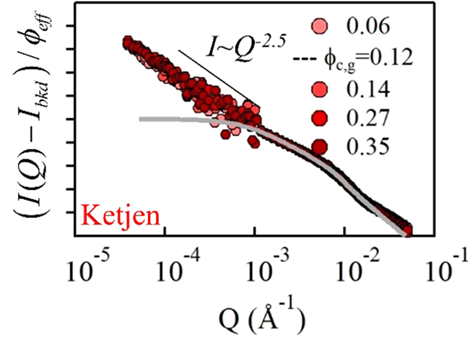 (I(Q) – I_bkd) / ϕ_eff
I~Q^-2.5
0.06
ϕ_c,g=0.12
0.14
0.27
0.35
Ketjen
10^-5 10^-4 10^-3 10^-2 10^-1
Q (Å^-1)